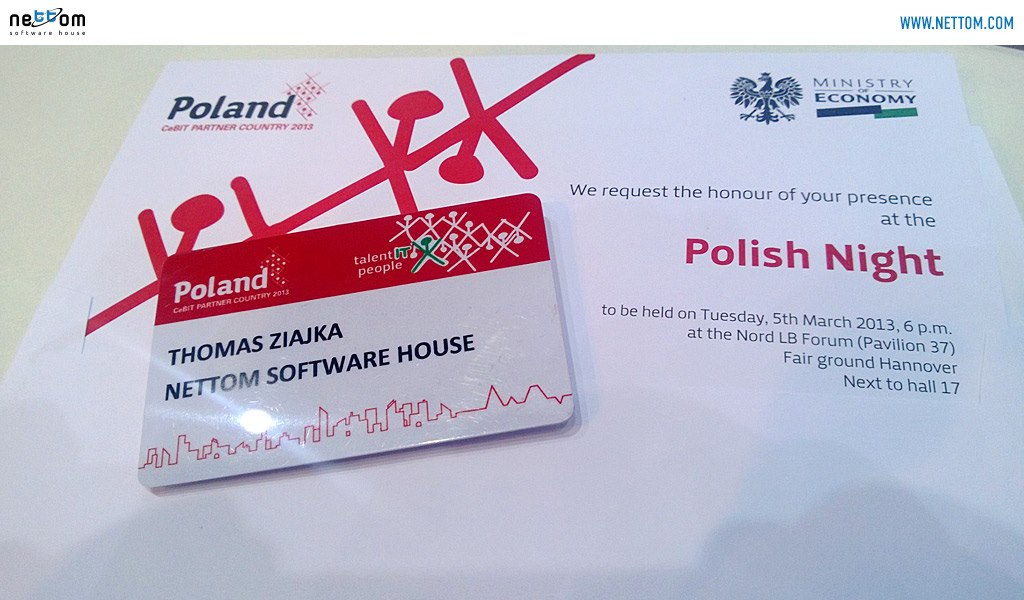 nettom
software house
WWW.NETTOM.COM
Poland
CeBIT PARTNER COUNTRY 2013
MINISTRY
OF
ECONOMY
We request the honour of your presence
at the
Polish Night
to be held on Tuesday, 5th March 2013, 6 p.m.
at the Nord LB Forum (Pavilion 37)
Fair ground Hannover
Next to hall 17
Poland
CeBIT PARTNER COUNTRY 2013
talentIT
people
THOMAS ZIAJKA
NETTOM SOFTWARE HOUSE